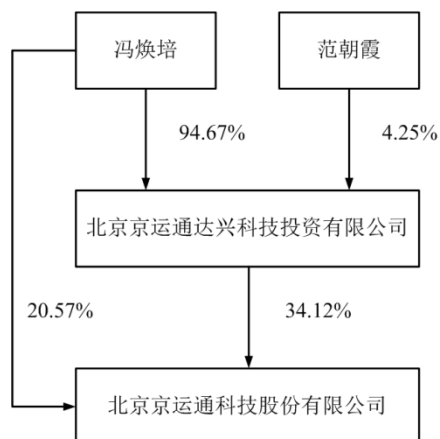 冯焕培
范朝霞
94.67%
4.25%
北京京运通达兴科技投资有限公司
20.57%
34.12%
北京京运通科技股份有限公司